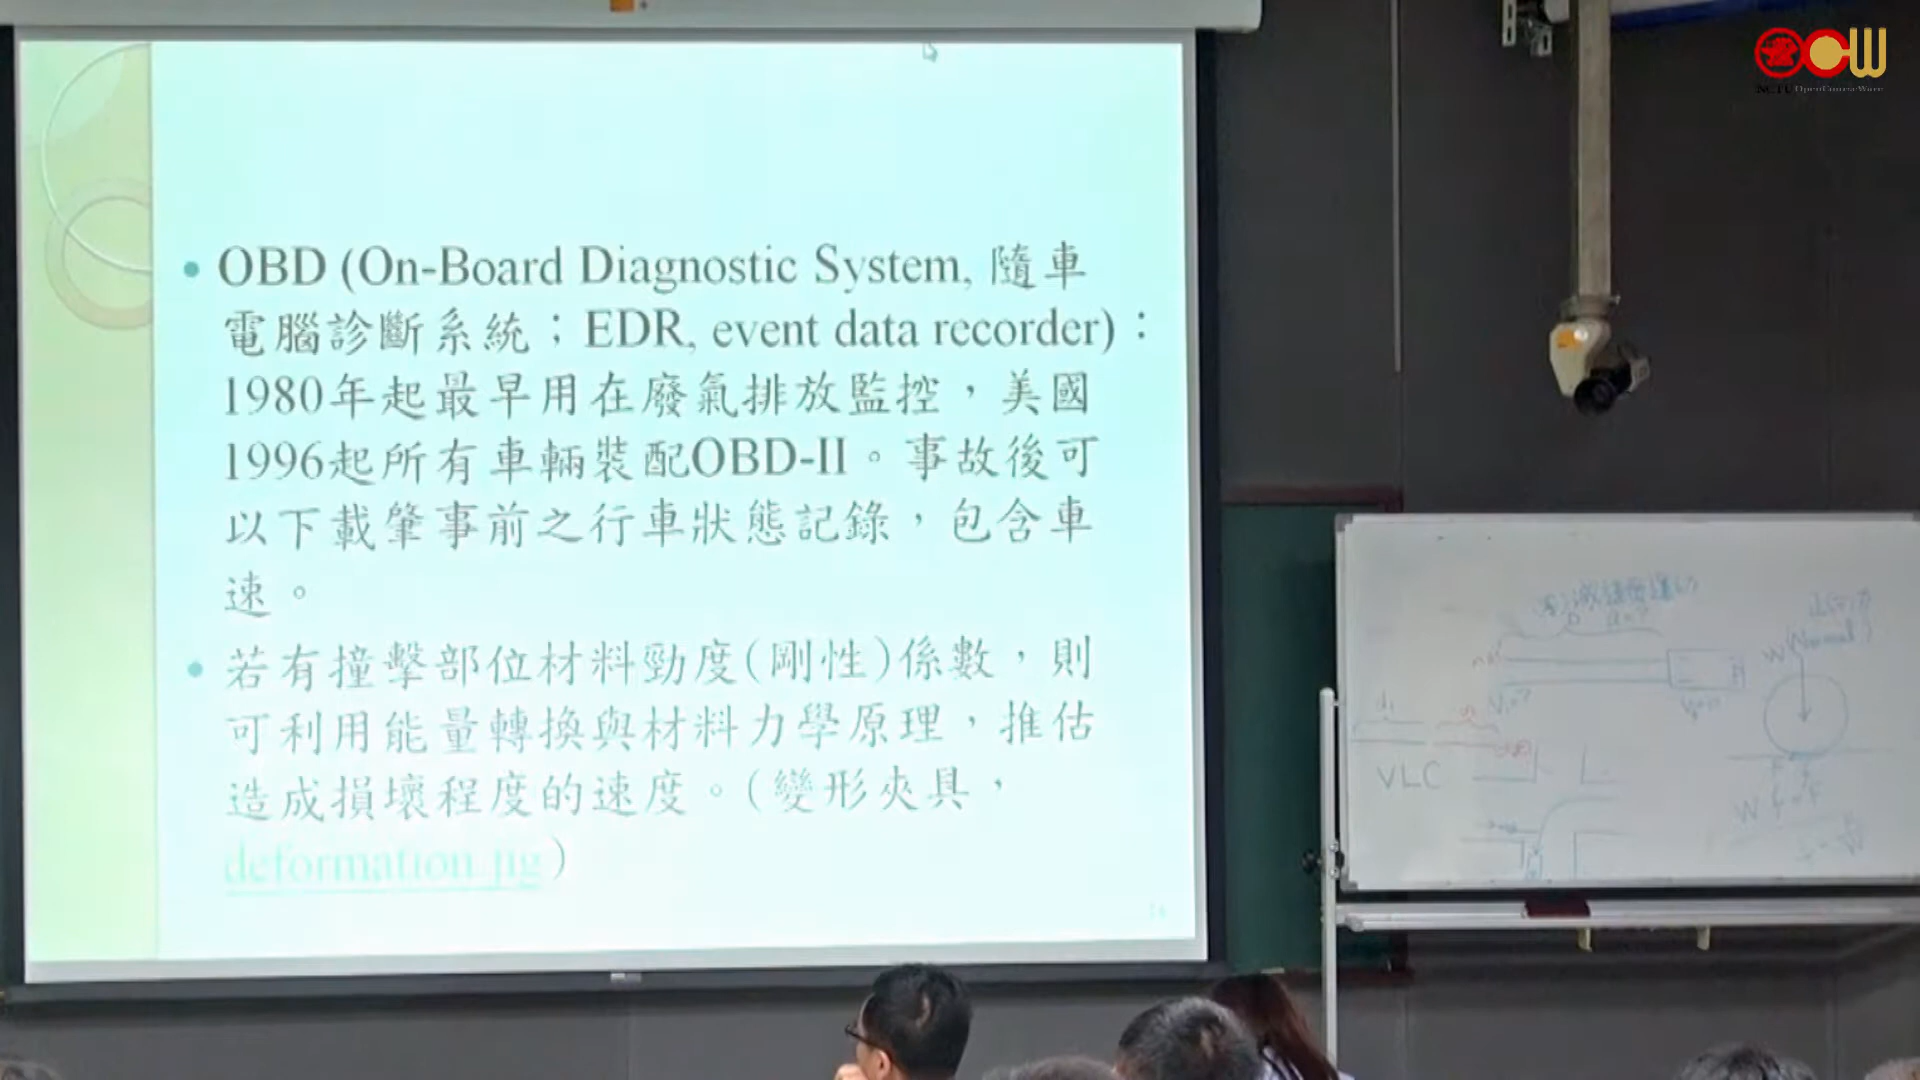 OBD (On-Board Diagnostic System, 隨車
電腦診斷系統；EDR, event data recorder)：
1980年起最早用在廢氣排放監控，美國
1996起所有車輛裝配OBD-II。事故後可
以下載肇事前之行車狀態記錄，包含車
速。
若有撞擊部位材料勁度(剛性)係數，則
可利用能量轉換與材料力學原理，推估
造成損壞程度的速度。(變形夾具，
deformation jig)
NCTU OpenCourseWare
VLC
W